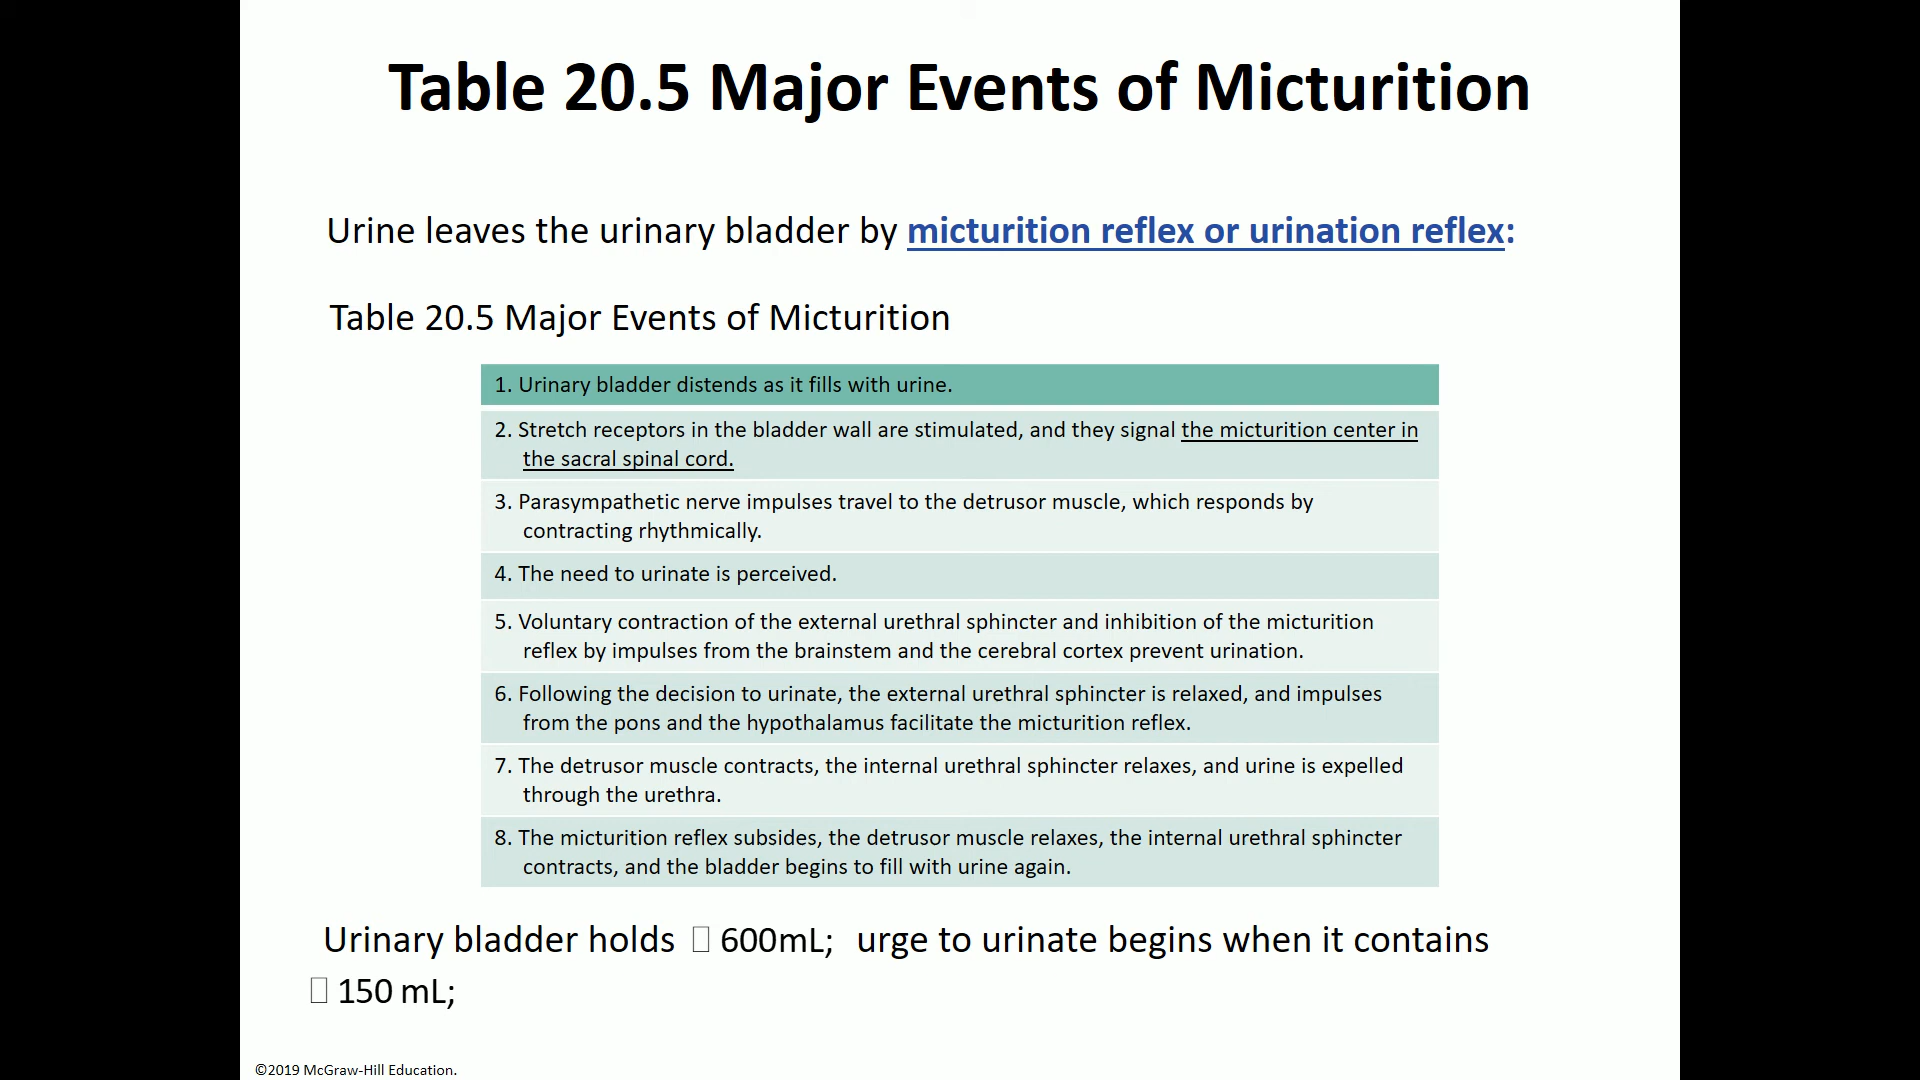 Table 20.5 Major Events of Micturition
Urine leaves the urinary bladder by micturition reflex or urination reflex:
Table 20.5 Major Events of Micturition
1. Urinary bladder distends as it fills with urine.
2. Stretch receptors in the bladder wall are stimulated, and they signal the micturition center in
the sacral spinal cord.
3. Parasympathetic nerve impulses travel to the detrusor muscle, which responds by
contracting rhythmically.
4. The need to urinate is perceived.
5. Voluntary contraction of the external urethral sphincter and inhibition of the micturition
reflex by impulses from the brainstem and the cerebral cortex prevent urination.
6. Following the decision to urinate, the external urethral sphincter is relaxed, and impulses
from the pons and the hypothalamus facilitate the micturition reflex.
7. The detrusor muscle contracts, the internal urethral sphincter relaxes, and urine is expelled
through the urethra.
8. The micturition reflex subsides, the detrusor muscle relaxes, the internal urethral sphincter
contracts, and the bladder begins to fill with urine again.
Urinary bladder holds 600mL; urge to urinate begins when it contains
150 mL;
©2019 McGraw-Hill Education.